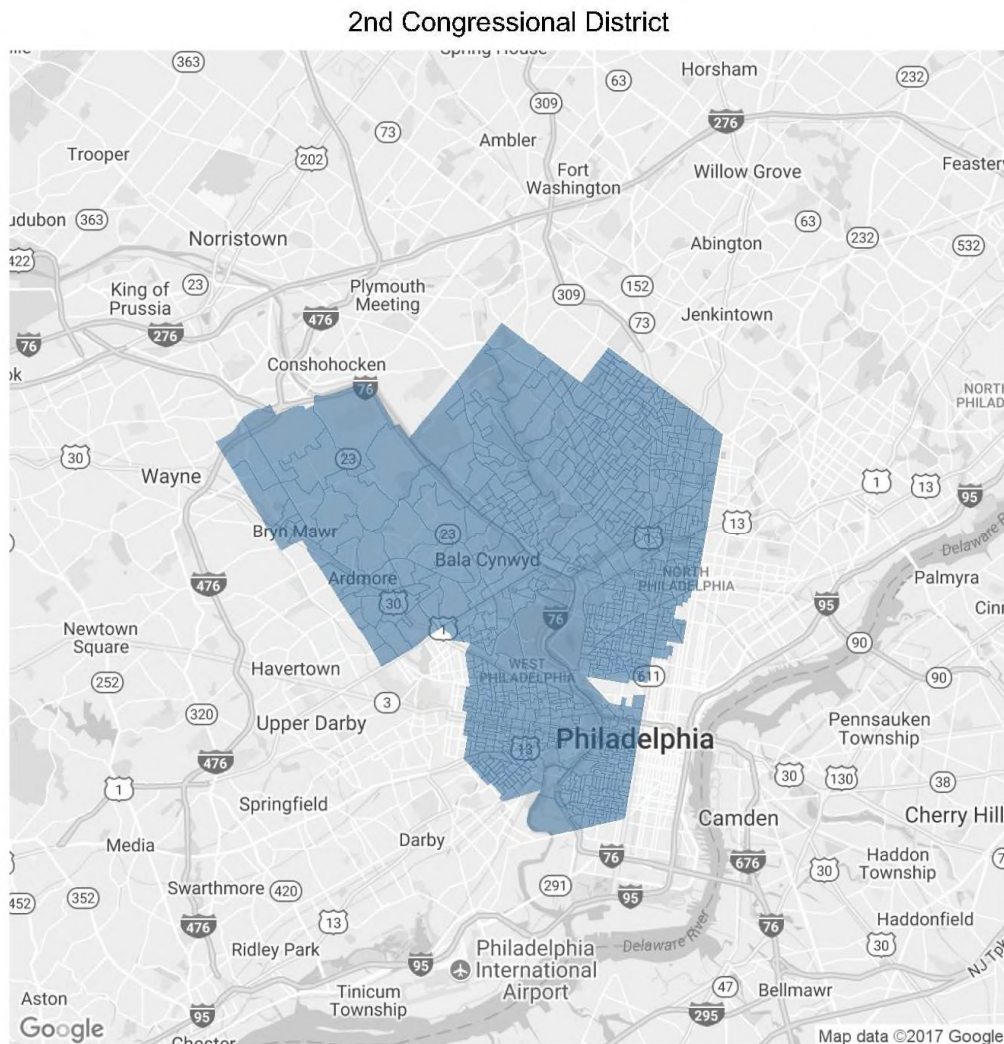 2nd Congressional District
Spring House
363
63
Horsham
232
309
276
73
Ambler
Trooper
202
Fort
Washington
Willow Grove
363
63
Norristown
Abington
232
532
422
23
King of
Prussia
Plymouth
Meeting
309
152
476
73
Jenkintown
276
76
Conshohocken
76
30
23
Wayne
1
13
95
13
Bryn Mawr
23
1
Bala Cynwyd
Delaware
476
Ardmore
NORTH
PHILADELPHIA
Palmyra
30
76
95
Newtown
Square
1
90
Havertown
WEST
PHILADELPHIA
611
252
90
3
320
Upper Darby
Pennsauken
Township
13
Philadelphia
476
30
130
38
1
Springfield
Camden
Cherry Hill
Media
Darby
76
676
Haddon
Township
30
Swarthmore
420
291
452
352
95
13
476
76
Haddonfield
30
Ridley Park
Delaware River
95
Philadelphia
International
Airport
NJ Tpk
Tinicum
Township
47
Bellmawr
Aston
95
295
Google
Chester
Map data ©2017 Google